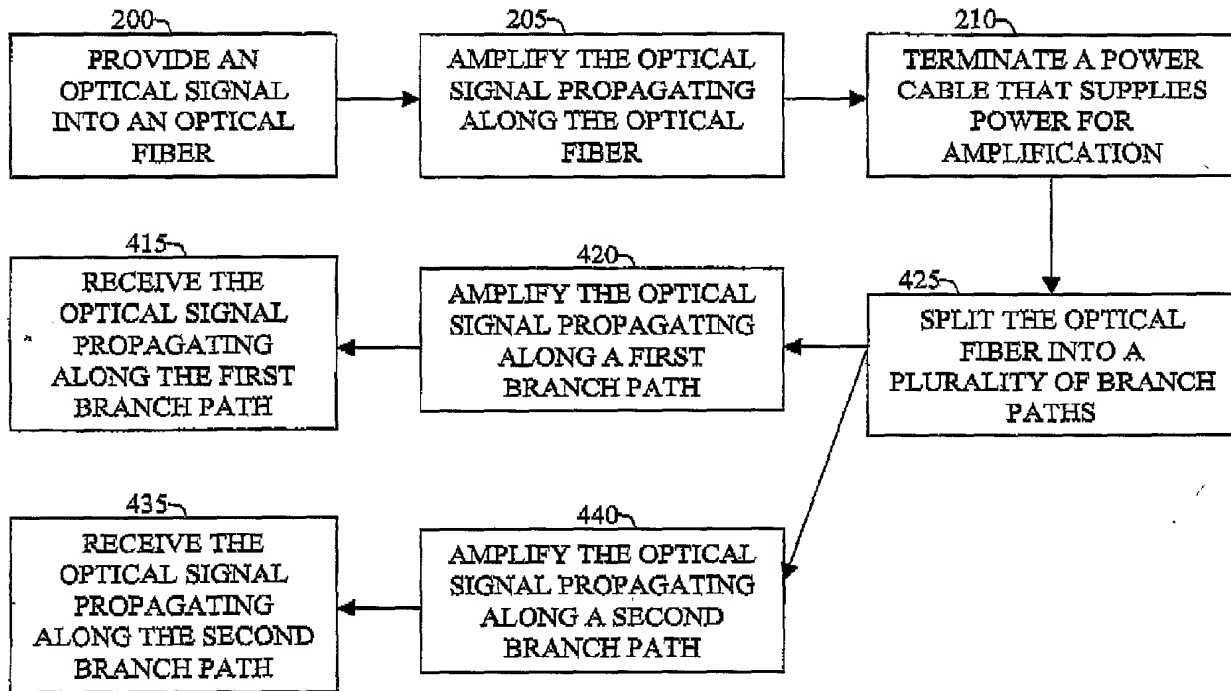 200
PROVIDE AN
OPTICAL SIGNAL
INTO AN OPTICAL
FIBER
205
AMPLIFY THE OPTICAL
SIGNAL PROPAGATING
ALONG THE OPTICAL
FIBER
210
TERMINATE A POWER
CABLE THAT SUPPLIES
POWER FOR
AMPLIFICATION
415
RECEIVE THE
OPTICAL SIGNAL
PROPAGATING
ALONG THE FIRST
BRANCH PATH
420
AMPLIFY THE OPTICAL
SIGNAL PROPAGATING
ALONG A FIRST
BRANCH PATH
425
SPLIT THE OPTICAL
FIBER INTO A
PLURALITY OF BRANCH
PATHS
435
RECEIVE THE
OPTICAL SIGNAL
PROPAGATING
ALONG THE SECOND
BRANCH PATH
440
AMPLIFY THE OPTICAL
SIGNAL PROPAGATING
ALONG A SECOND
BRANCH PATH